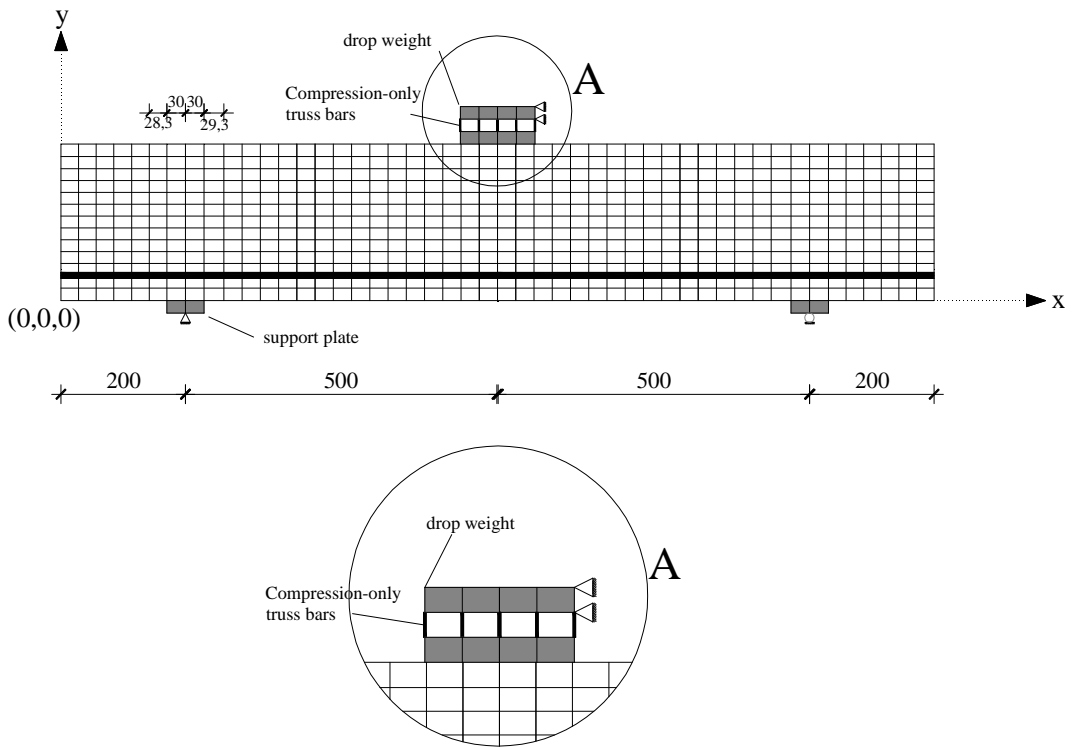 y
drop weight
A
Compression-only
truss bars
30 30
28,3 29,3
x
(0,0,0)
support plate
200 500 500 200
drop weight
A
Compression-only
truss bars